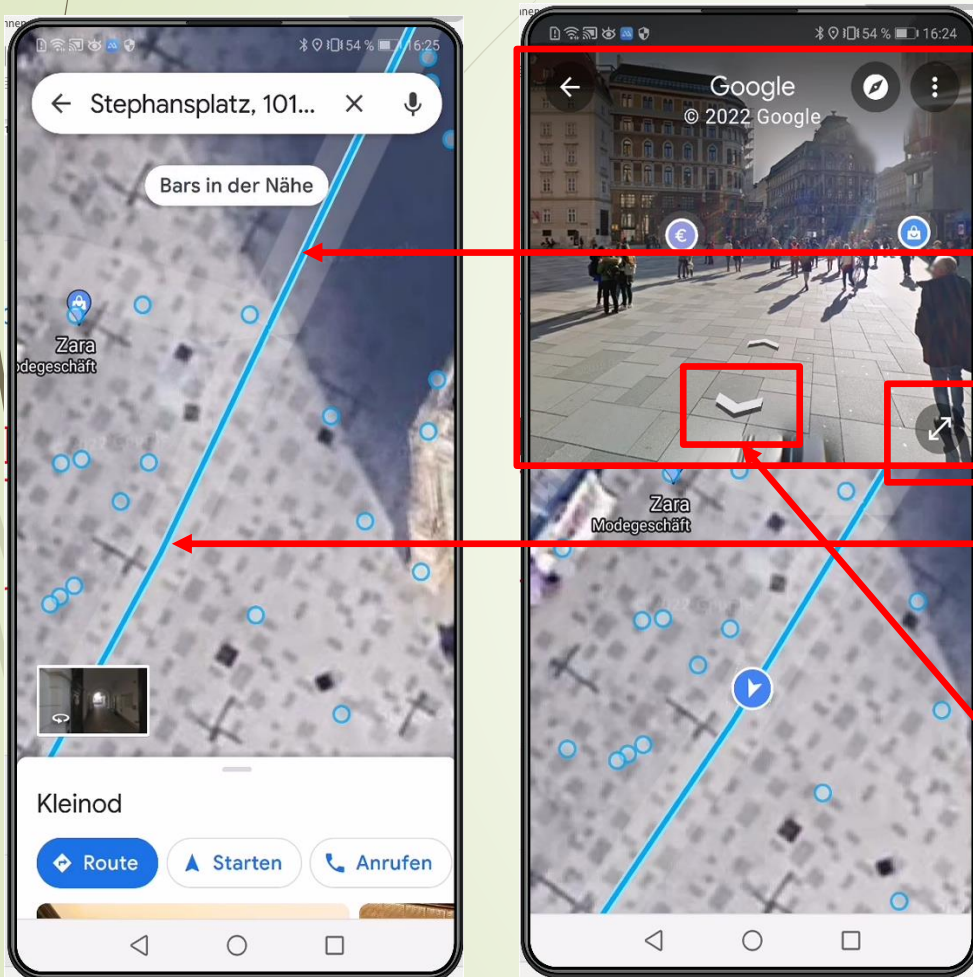 54 %
16:25
Stephansplatz, 101...
Bars in der Nähe
Zara
odegeschäft
Kleinod
Route
Starten
Anrufen
54 %
16:24
Google
© 2022 Google
€
Zara
Modegeschäft